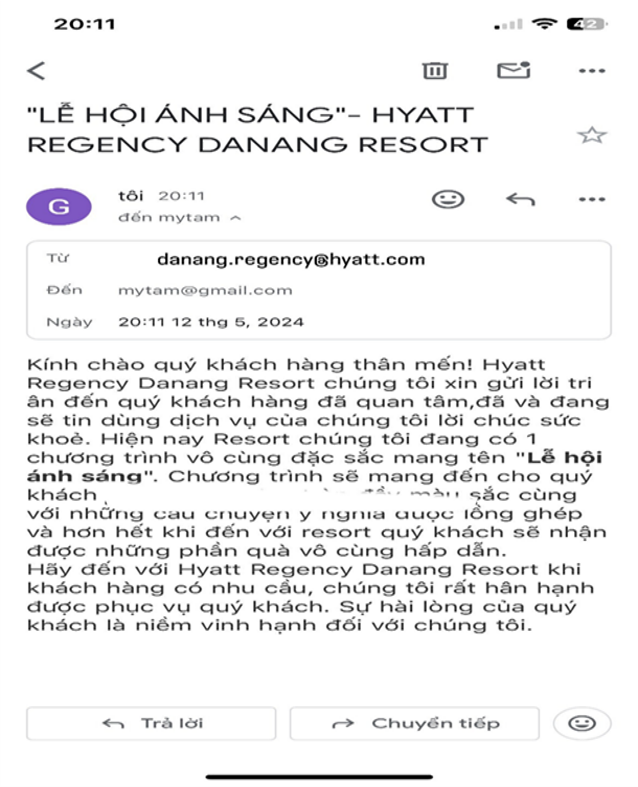 20:11
42
"LỄ HỘI ÁNH SÁNG"- HYATT
REGENCY DANANG RESORT
G
tôi 20:11
đến mytam
Từ danang.regency@hyatt.com
Đến mytam@gmail.com
Ngày 20:11 12 thg 5, 2024
Kính chào quý khách hàng thân mến! Hyatt
Regency Danang Resort chúng tôi xin gửi lời tri
ân đến quý khách hàng đã quan tâm,đã và đang
sẽ tin dùng dịch vụ của chúng tôi lời chúc sức
khoẻ. Hiện nay Resort chúng tôi đang có 1
chương trình vô cùng đặc sắc mang tên "Lễ hội
ánh sáng". Chương trình sẽ mang đến cho quý
khách sắc cùng
với những câu chuyện ý nghĩa được lồng ghép
và hơn hết khi đến với resort quý khách sẽ nhận
được những phần quà vô cùng hấp dẫn.
Hãy đến với Hyatt Regency Danang Resort khi
khách hàng có nhu cầu, chúng tôi rất hân hạnh
được phục vụ quý khách. Sự hài lòng của quý
khách là niềm vinh hạnh đối với chúng tôi.
Trả lời
Chuyển tiếp